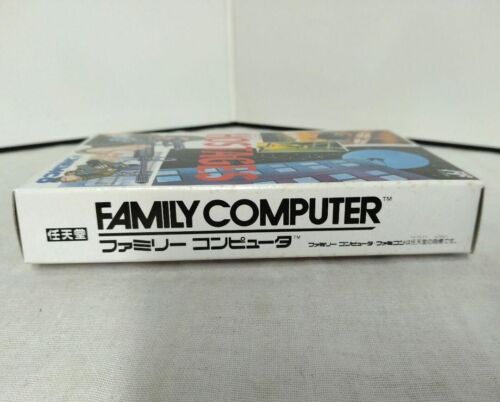 HOSTAGES
任天堂
FAMILY COMPUTER™
ファミリー コンピュータ™
ファミリー コンピュータ・ファミコンは任天堂の商標です。